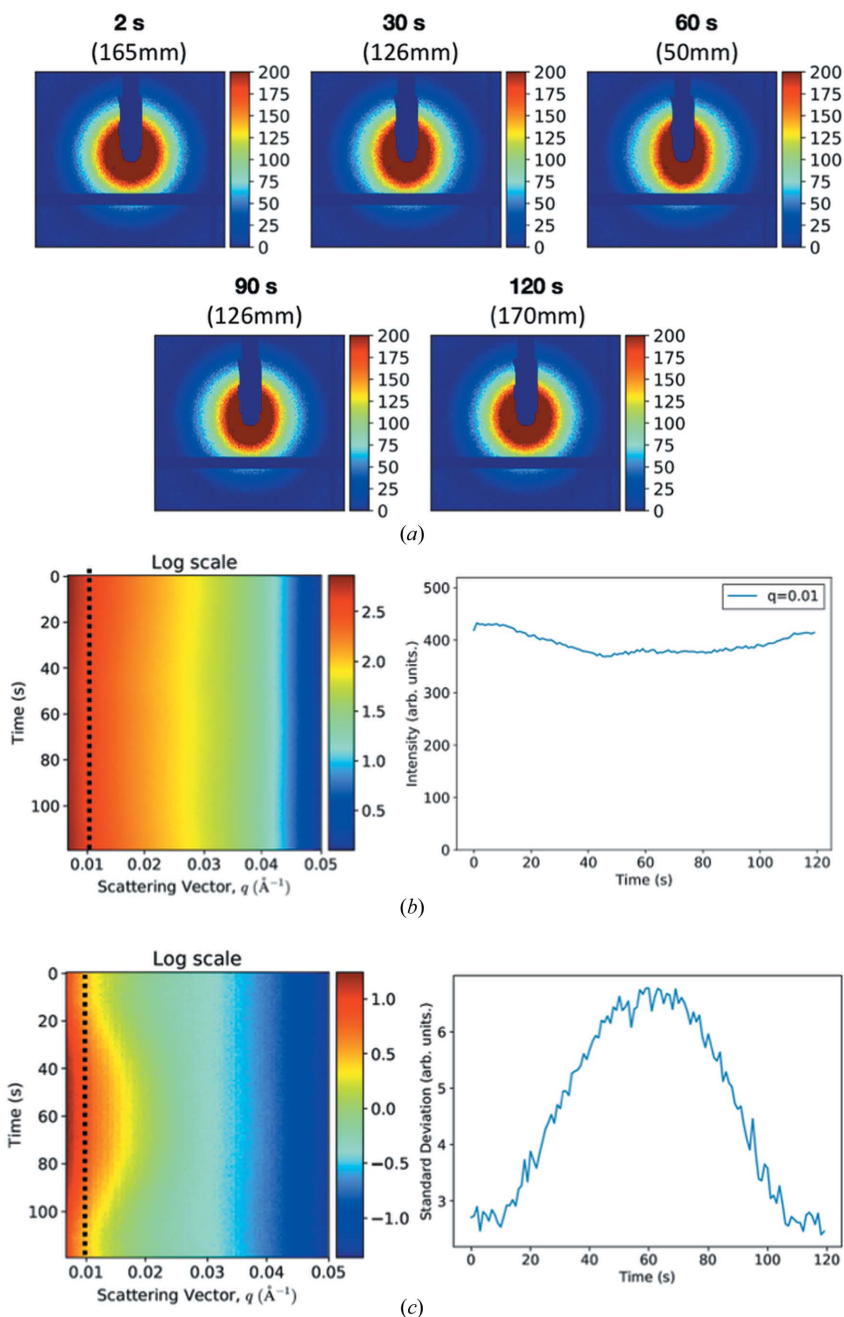 2 s 30 s 60 s
(165mm) (126mm) (50mm)
200 200 200
175 175 175
150 150 150
125 125 125
100 100 100
75 75 75
50 50 50
25 25 25
0 0 0
90 s 120 s
(126mm) (170mm)
200 200
175 175
150 150
125 125
100 100
75 75
50 50
25 25
0 0
(a)
Log scale
0
20
40
60
80
100
Time (s)
0.01 0.02 0.03 0.04 0.05
Scattering Vector, q (Å⁻¹)
2.5
2.0
1.5
1.0
0.5
500
400
300
200
100
0
Intensity (arb. units.)
q=0.01
0 20 40 60 80 100 120
Time (s)
(b)
Log scale
0
20
40
60
80
100
Time (s)
0.01 0.02 0.03 0.04 0.05
Scattering Vector, q (Å⁻¹)
1.0
0.5
0.0
−0.5
−1.0
6
5
4
3
Standard Deviation (arb. units.)
0 20 40 60 80 100 120
Time (s)
(c)